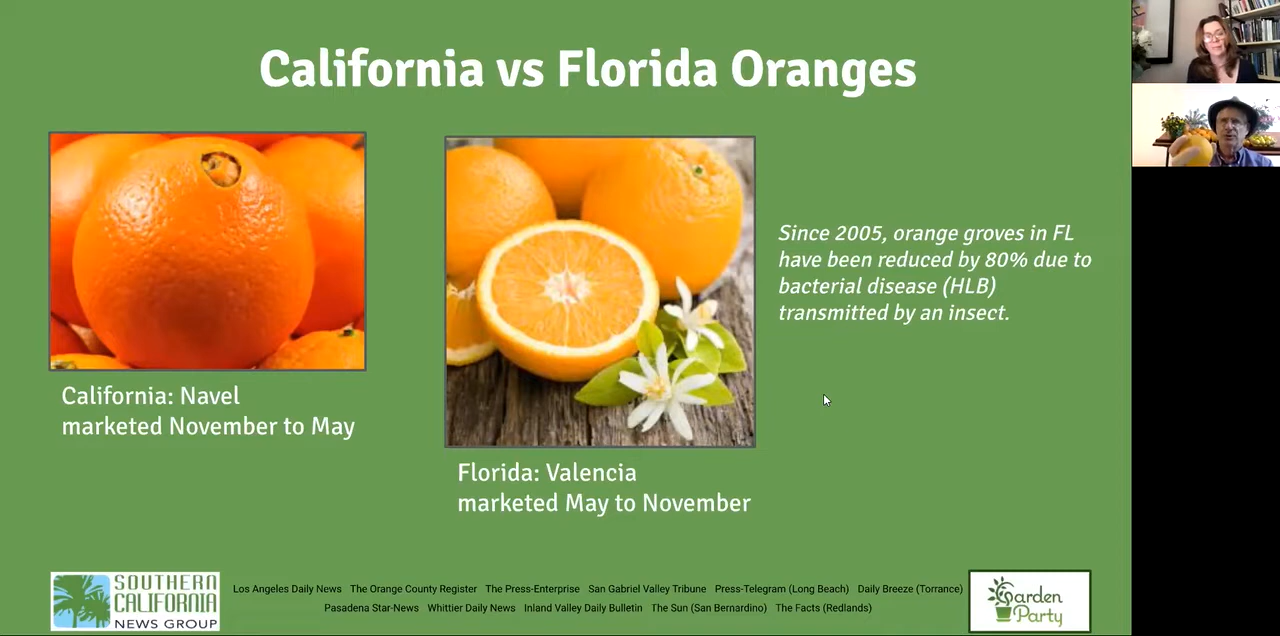 California vs Florida Oranges
Since 2005, orange groves in FL
have been reduced by 80% due to
bacterial disease (HLB)
transmitted by an insect.
California: Navel
marketed November to May
Florida: Valencia
marketed May to November
SOUTHERN
CALIFORNIA
NEWS GROUP
Los Angeles Daily News The Orange County Register The Press-Enterprise San Gabriel Valley Tribune Press-Telegram (Long Beach) Daily Breeze (Torrance)
Pasadena Star-News Whittier Daily News Inland Valley Daily Bulletin The Sun (San Bernardino) The Facts (Redlands)
Garden
Party